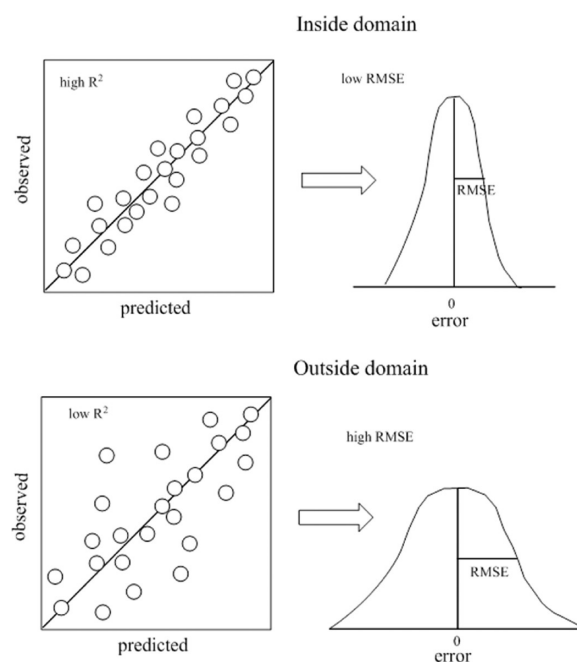 Inside domain
high R²
low RMSE
observed
RMSE
predicted
0
error
Outside domain
low R²
high RMSE
observed
RMSE
predicted
0
error